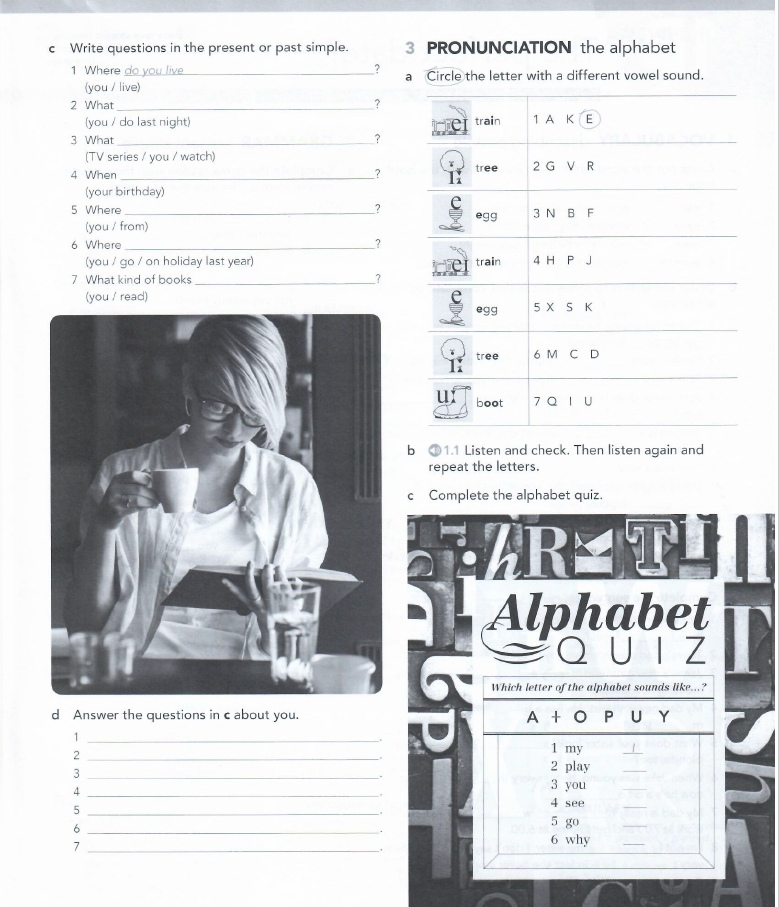 c Write questions in the present or past simple.
1 Where do you live ?
(you / live)
2 What ?
(you / do last night)
3 What ?
(TV series / you / watch)
4 When ?
(your birthday)
5 Where ?
(you / from)
6 Where ?
(you / go / on holiday last year)
7 What kind of books ?
(you / read)
d Answer the questions in c about you.
1 .
2 .
3 .
4 .
5 .
6 .
7 .
3 PRONUNCIATION the alphabet
a Circle the letter with a different vowel sound.
eɪ train 1 A K E
iː tree 2 G V R
e egg 3 N B F
eɪ train 4 H P J
e egg 5 X S K
iː tree 6 M C D
uː boot 7 Q I U
b 1.1 Listen and check. Then listen again and
repeat the letters.
c Complete the alphabet quiz.
Alphabet
QUIZ
Which letter of the alphabet sounds like...?
A I O P U Y
1 my I
2 play
3 you
4 see
5 go
6 why